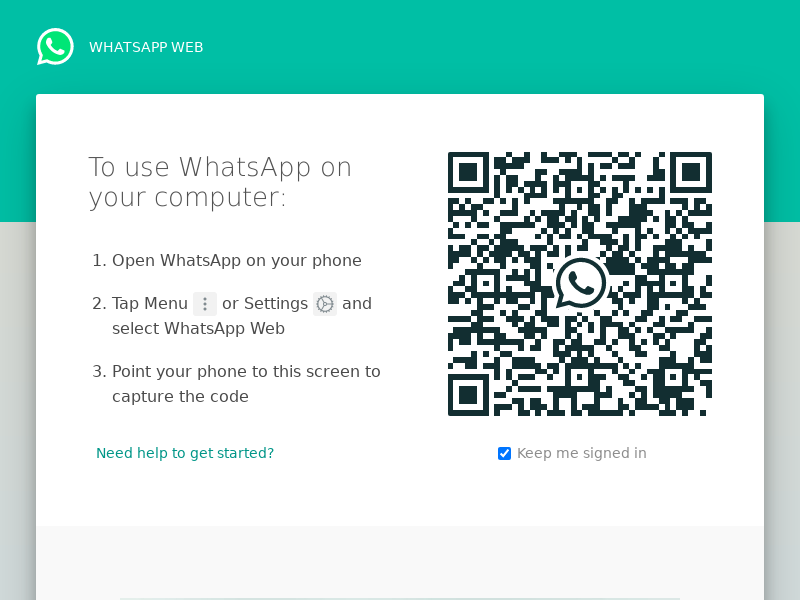 WHATSAPP WEB
To use WhatsApp on
your computer:
1. Open WhatsApp on your phone
2. Tap Menu or Settings and
select WhatsApp Web
3. Point your phone to this screen to
capture the code
Need help to get started?
Keep me signed in